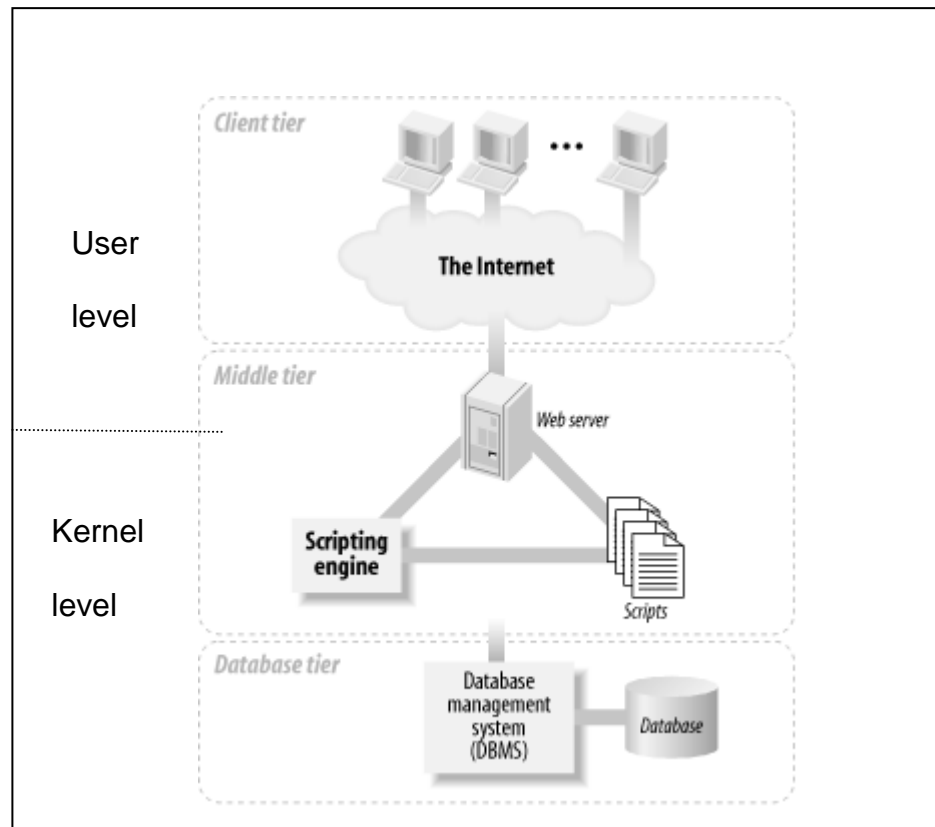 Client tier
...
The Internet
User
level
Middle tier
Web server
Kernel
level
Scripting
engine
Scripts
Database tier
Database
management
system
(DBMS)
Database